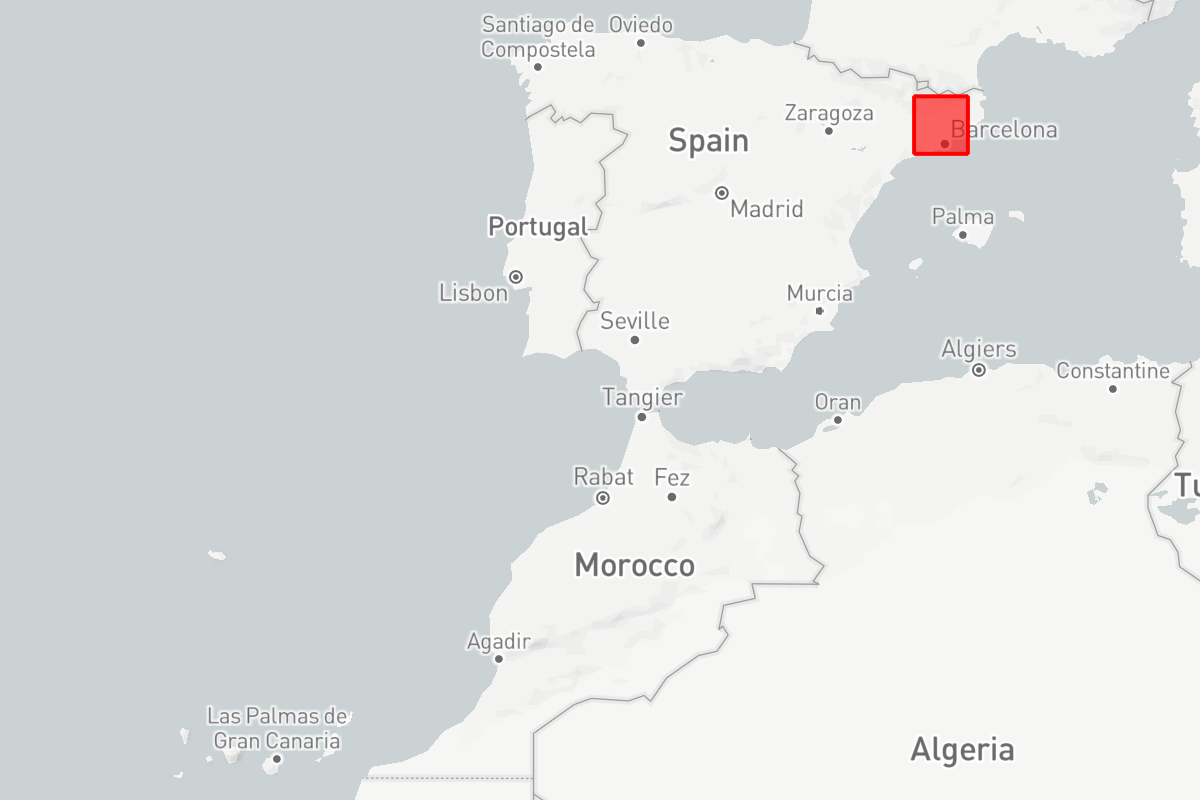 Santiago de
Compostela
Oviedo
Zaragoza
Barcelona
Spain
Madrid
Palma
Portugal
Lisbon
Murcia
Seville
Algiers
Constantine
Tangier
Oran
Rabat
Fez
Tu
Morocco
Agadir
Las Palmas de
Gran Canaria
Algeria